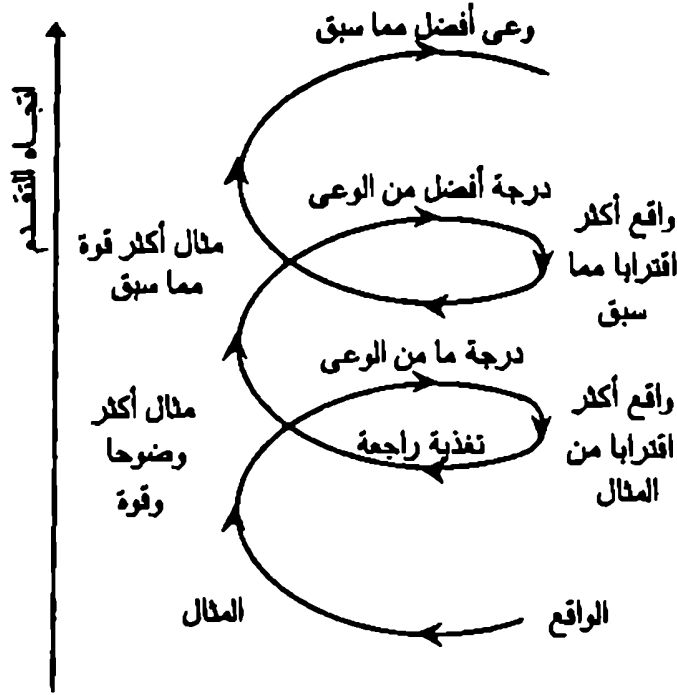 وعى أفضل مما سبق
اتجاه التقدم
درجة أفضل من الوعى
واقع أكثر
اقترابا مما
سبق
مثال أكثر قوة
مما سبق
درجة ما من الوعى
واقع أكثر
اقترابا من
المثال
مثال أكثر
وضوحا
وقوة
تغذية راجعة
الواقع
المثال